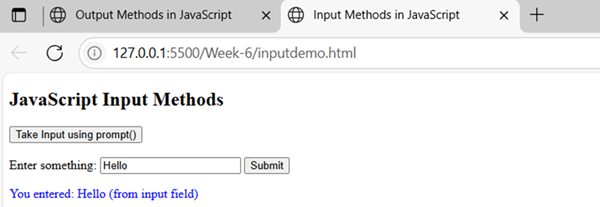 Output Methods in JavaScript
Input Methods in JavaScript
127.0.0.1:5500/Week-6/inputdemo.html
JavaScript Input Methods
Take Input using prompt()
Enter something: Hello Submit
You entered: Hello (from input field)